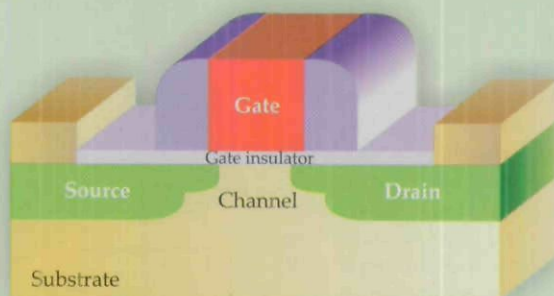 Gate
Gate insulator
Source
Channel
Drain
Substrate